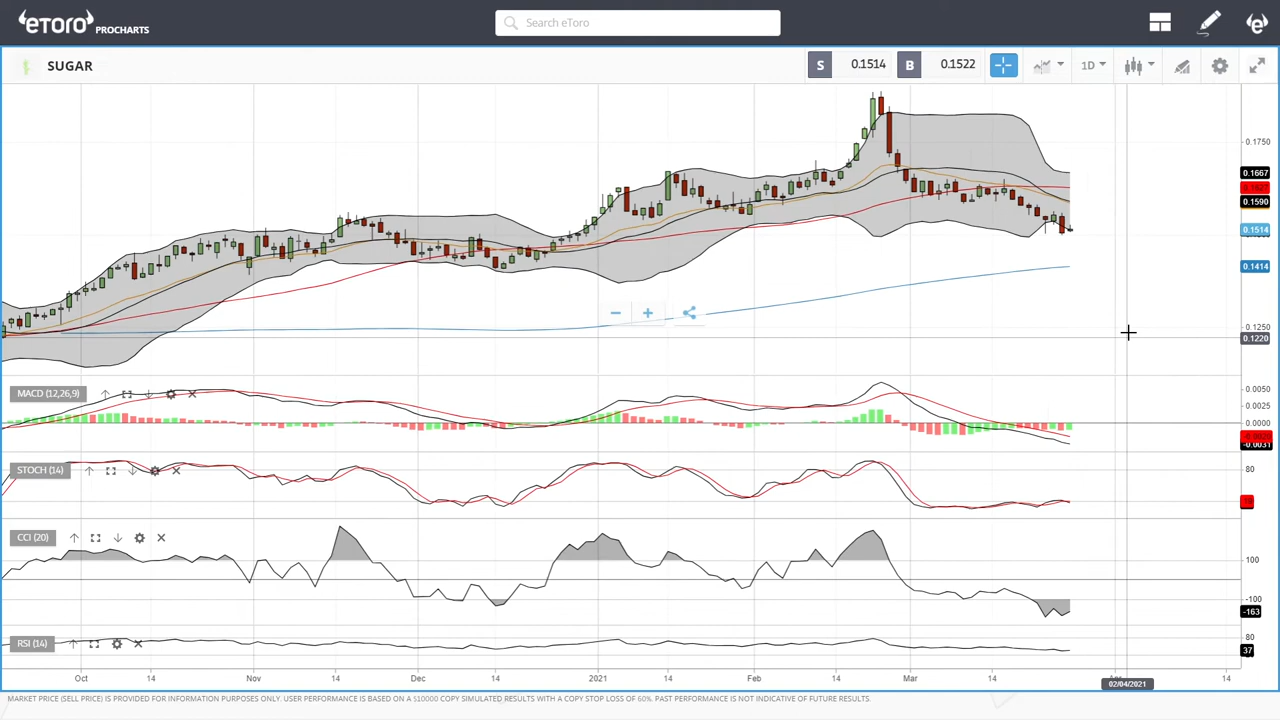 eToro PROCHARTS
Search eToro
SUGAR
S 0.1514 B 0.1522 1D
0.1750
0.1667
0.1590
0.1514
0.1414
0.1250
0.1220
MACD (12,26,9)
0.0050
0.0025
0.0000
-0.0031
STOCH (14)
80
CCI (20)
100
-100
-163
RSI (14)
80
37
Oct 14 Nov 14 Dec 14 2021 14 Feb 14 Mar 14 14
02/04/2021
MARKET PRICE (SELL PRICE) IS PROVIDED FOR INFORMATION PURPOSES ONLY. USER PERFORMANCE IS BASED ON A $10000 COPY SIMULATED RESULTS WITH A COPY STOP LOSS OF 60%. PAST PERFORMANCE IS NOT INDICATIVE OF FUTURE RESULTS.